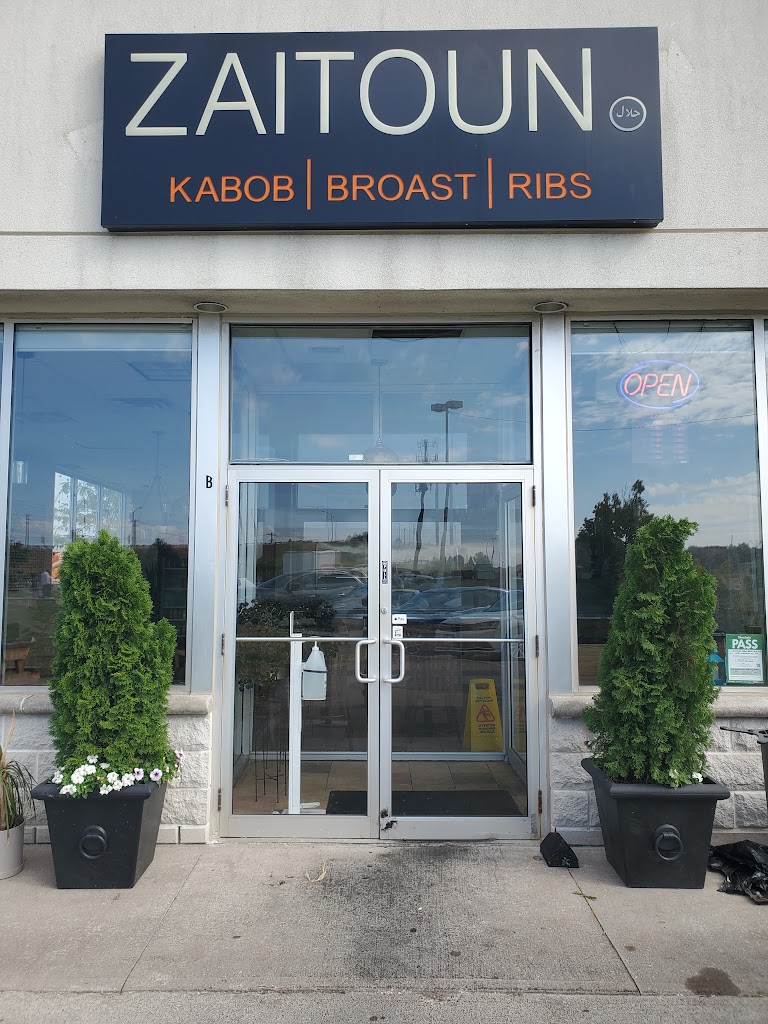 ZAITOUN
حلال
KABOB | BROAST | RIBS
OPEN
B
PASS